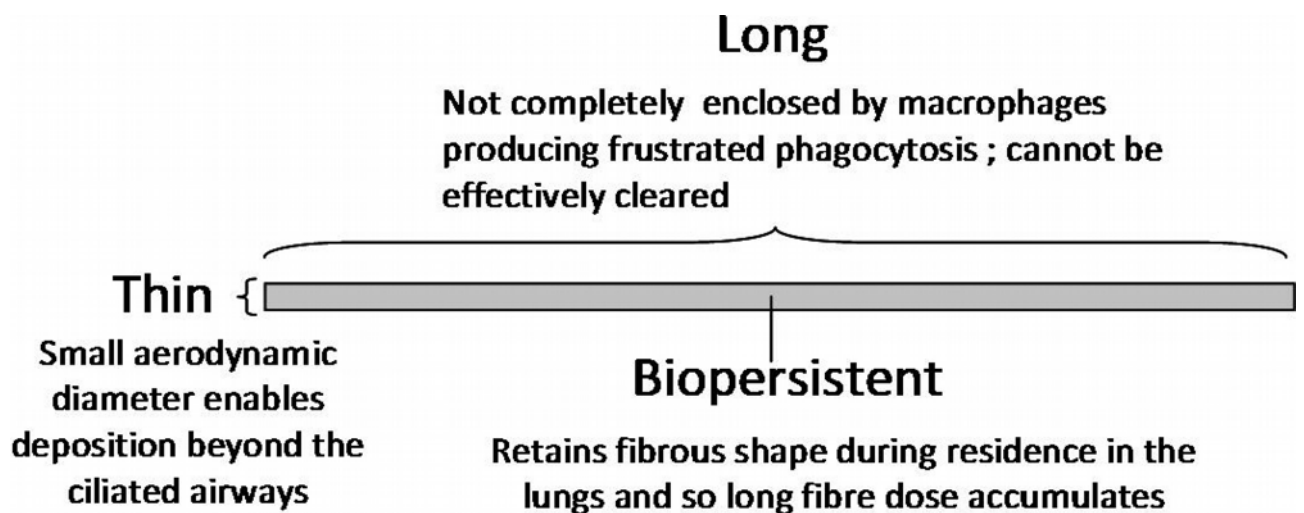 Long
Not completely enclosed by macrophages
producing frustrated phagocytosis ; cannot be
effectively cleared
Thin
Small aerodynamic
diameter enables
deposition beyond the
ciliated airways
Biopersistent
Retains fibrous shape during residence in the
lungs and so long fibre dose accumulates